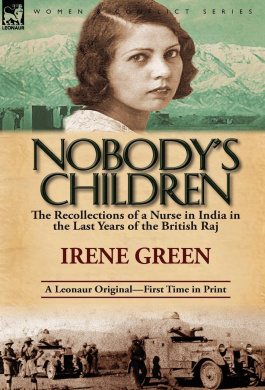 WOMEN & CONFLICT SERIES
LEONAUR
NOBODY'S
CHILDREN
The Recollections of a Nurse in India in
the Last Years of the British Raj
IRENE GREEN
A Leonaur Original—First Time in Print